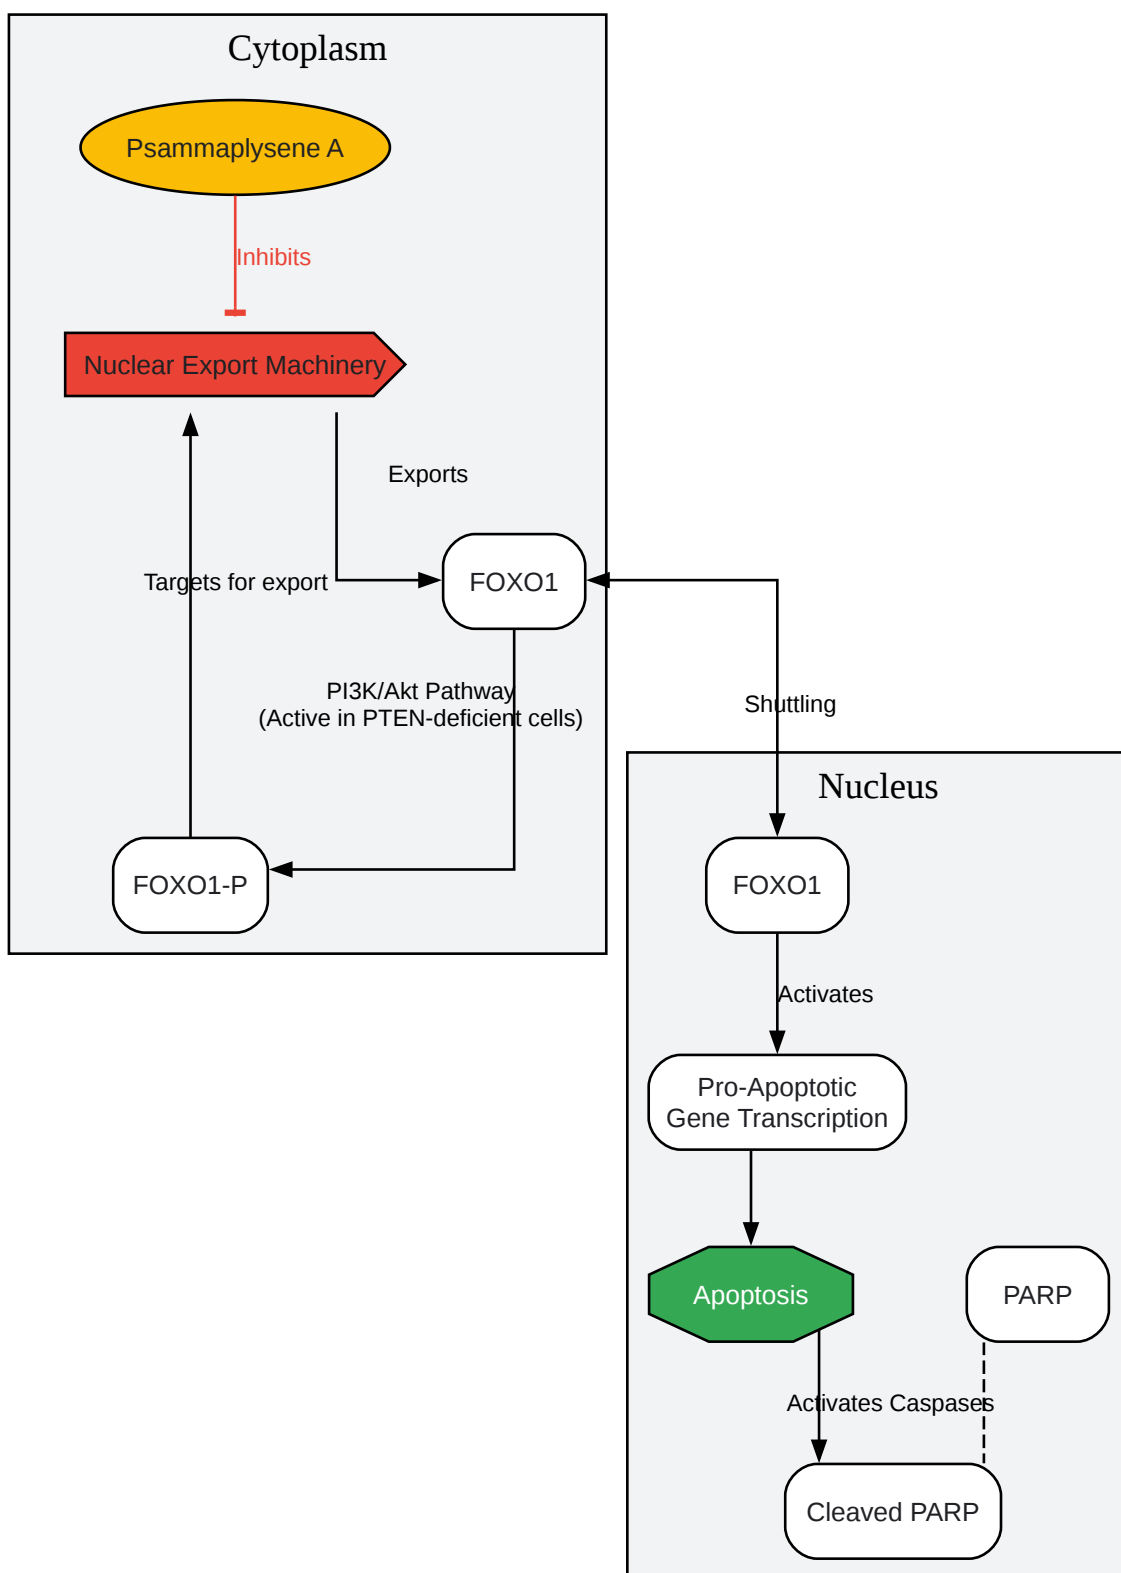 Cytoplasm
Psammaplysene A
Inhibits
Nuclear Export Machinery
Exports
Targets for export
FOXO1
PI3K/Akt Pathway
(Active in PTEN-deficient cells)
Shuttling
Nucleus
FOXO1-P
FOXO1
Activates
Pro-Apoptotic
Gene Transcription
Apoptosis
PARP
Activates Caspases
Cleaved PARP